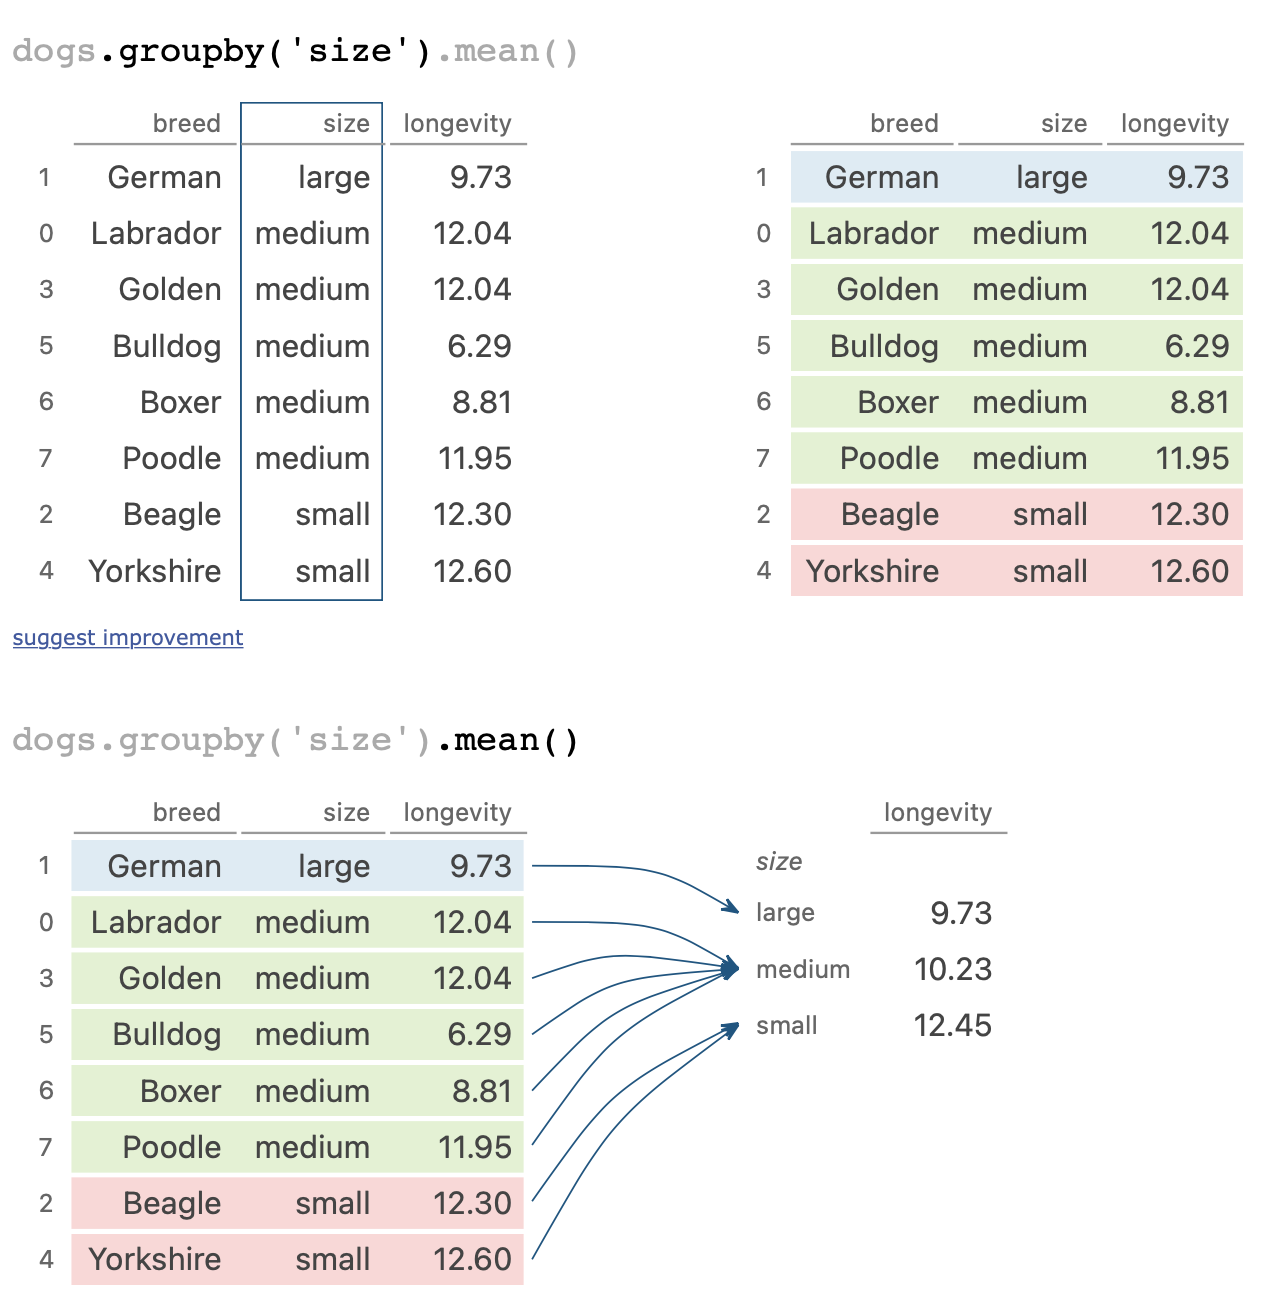 dogs.groupby('size').mean()
breed size longevity
1 German large 9.73
0 Labrador medium 12.04
3 Golden medium 12.04
5 Bulldog medium 6.29
6 Boxer medium 8.81
7 Poodle medium 11.95
2 Beagle small 12.30
4 Yorkshire small 12.60
breed size longevity
1 German large 9.73
0 Labrador medium 12.04
3 Golden medium 12.04
5 Bulldog medium 6.29
6 Boxer medium 8.81
7 Poodle medium 11.95
2 Beagle small 12.30
4 Yorkshire small 12.60
suggest improvement
dogs.groupby('size').mean()
breed size longevity
1 German large 9.73
0 Labrador medium 12.04
3 Golden medium 12.04
5 Bulldog medium 6.29
6 Boxer medium 8.81
7 Poodle medium 11.95
2 Beagle small 12.30
4 Yorkshire small 12.60
longevity
size
large 9.73
medium 10.23
small 12.45